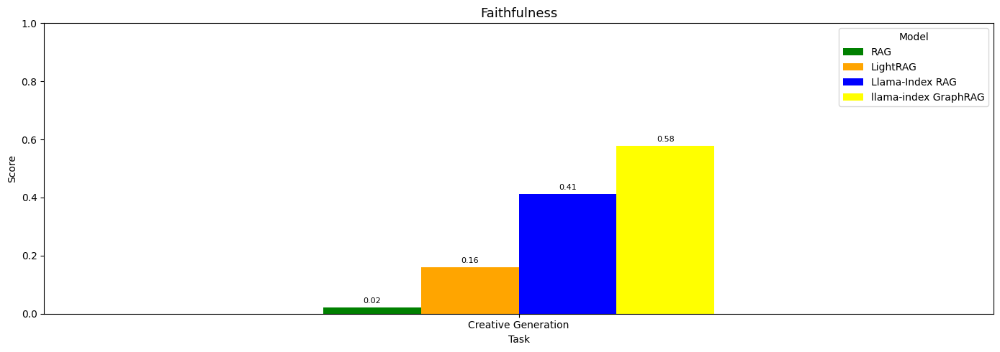 Faithfulness
1.0
0.8
0.6
0.4
0.2
0.0
Score
Model
RAG
LightRAG
Llama-Index RAG
llama-index GraphRAG
0.02
0.16
0.41
0.58
Creative Generation
Task